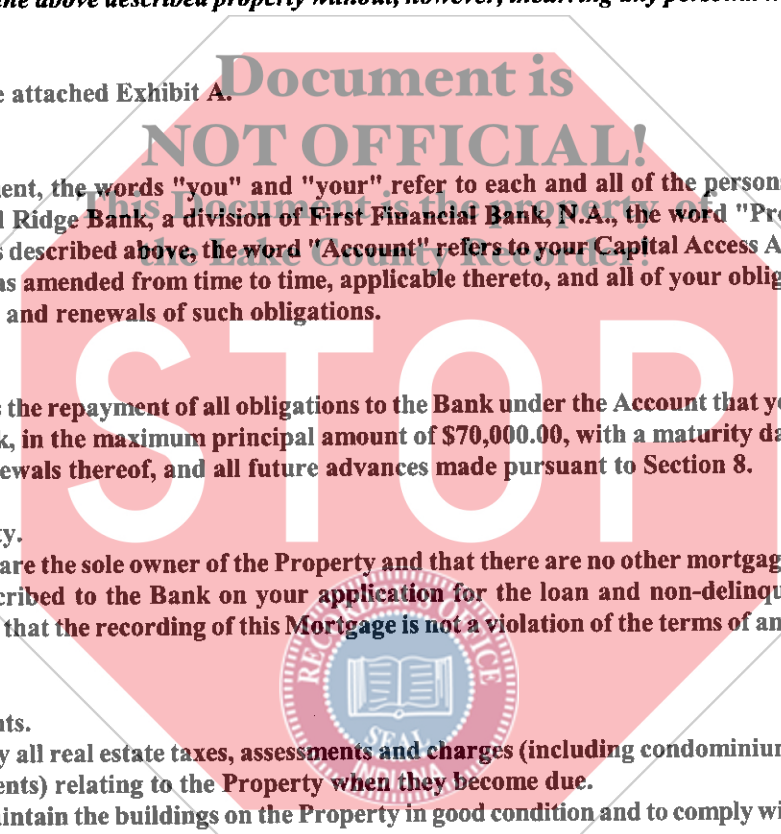 the above described property without, however, incurring any personal
Document is
e attached Exhibit A.
NOT OFFICIAL!
ent, the words "you" and "your" refer to each and all of the person
This Document is the property of
l Ridge Bank, a division of First Financial Bank, N.A., the word "Pr
s described above, the word "Account" refers to your Capital Access A
the Lake County Recorder!
as amended from time to time, applicable thereto, and all of your oblig
and renewals of such obligations.
STOP
s the repayment of all obligations to the Bank under the Account that y
k, in the maximum principal amount of $70,000.00, with a maturity da
ewals thereof, and all future advances made pursuant to Section 8.
ty.
are the sole owner of the Property and that there are no other mortgag
cribed to the Bank on your application for the loan and non-delinqu
that the recording of this Mortgage is not a violation of the terms of an
RECORDER'S OFFICE
SEAL
INDIANA
nts.
y all real estate taxes, assessments and charges (including condominiu
ents) relating to the Property when they become due.
intain the buildings on the Property in good condition and to comply wi